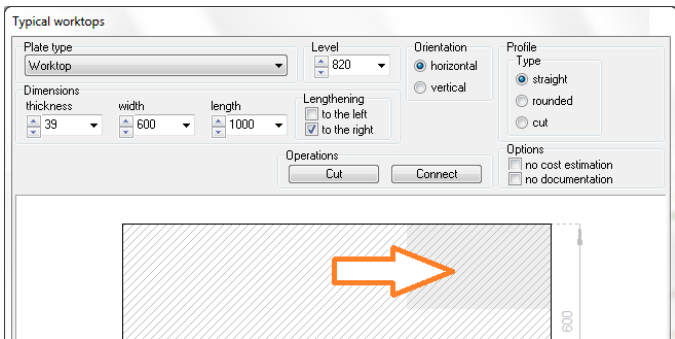 Typical worktops
Plate type
Worktop
Level
820
Orientation
horizontal
vertical
Profile
Type
straight
rounded
cut
Dimensions
thickness width length
39 600 1000
Lengthening
to the left
to the right
Operations
Cut Connect
Options
no cost estimation
no documentation
600